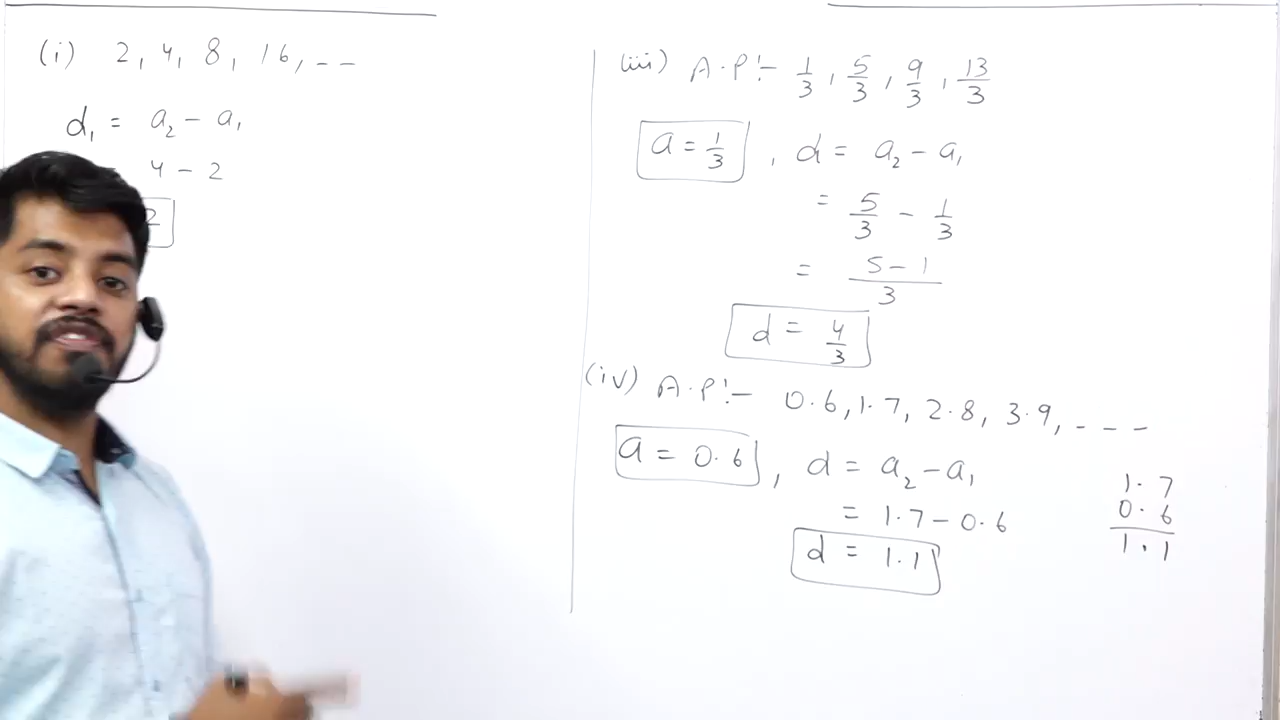 (i) 2, 4, 8, 16, _ _
d₁ = a₂ - a₁
4 - 2
2
(iii) A.P:- 1/3, 5/3, 9/3, 13/3
a = 1/3, d = a₂ - a₁
= 5/3 - 1/3
= 5-1/3
d = 4/3
(iv) A.P:- 0.6, 1.7, 2.8, 3.9, _ _ _
a = 0.6, d = a₂ - a₁
= 1.7 - 0.6
d = 1.1
1.7
0.6
1.1